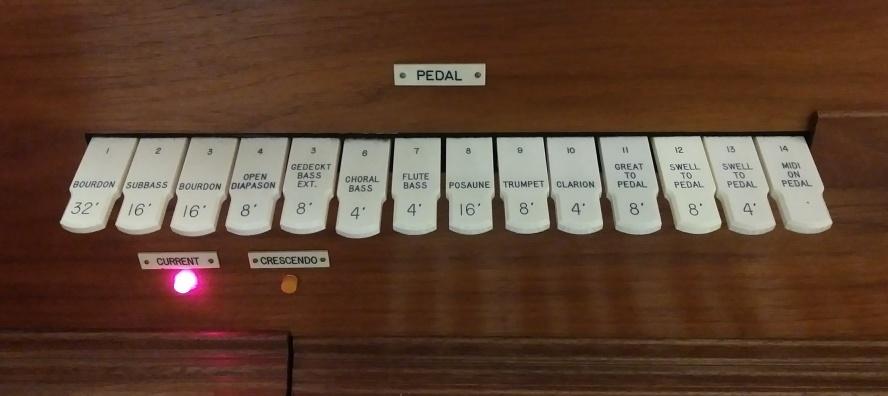 PEDAL
1
BOURDON
32'
2
SUBBASS
16'
3
BOURDON
16'
4
OPEN
DIAPASON
8'
3
GEDECKT
BASS
EXT.
8'
6
CHORAL
BASS
4'
7
FLUTE
BASS
4'
8
POSAUNE
16'
9
TRUMPET
8'
10
CLARION
4'
11
GREAT
TO
PEDAL
8'
12
SWELL
TO
PEDAL
8'
13
SWELL
TO
PEDAL
4'
14
MIDI
ON
PEDAL
CURRENT
CRESCENDO